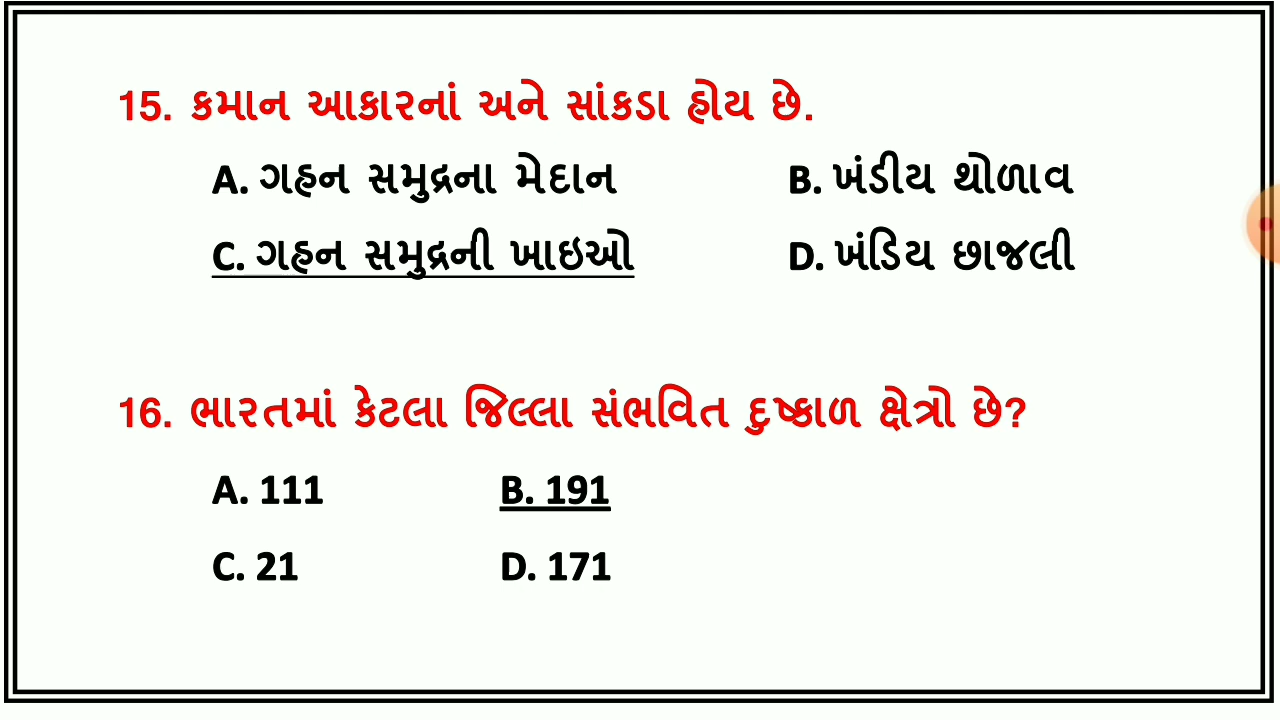 15. કમાન આકારનાં અને સાંકડા હોય છે.
A. ગહન સમુદ્રના મેદાન B. ખંડીય થોળાવ
C. ગહન સમુદ્રની ખાઇઓ D. ખંડિય છાજલી
16. ભારતમાં કેટલા જિલ્લા સંભવિત દુષ્કાળ ક્ષેત્રો છે?
A. 111 B. 191
C. 21 D. 171